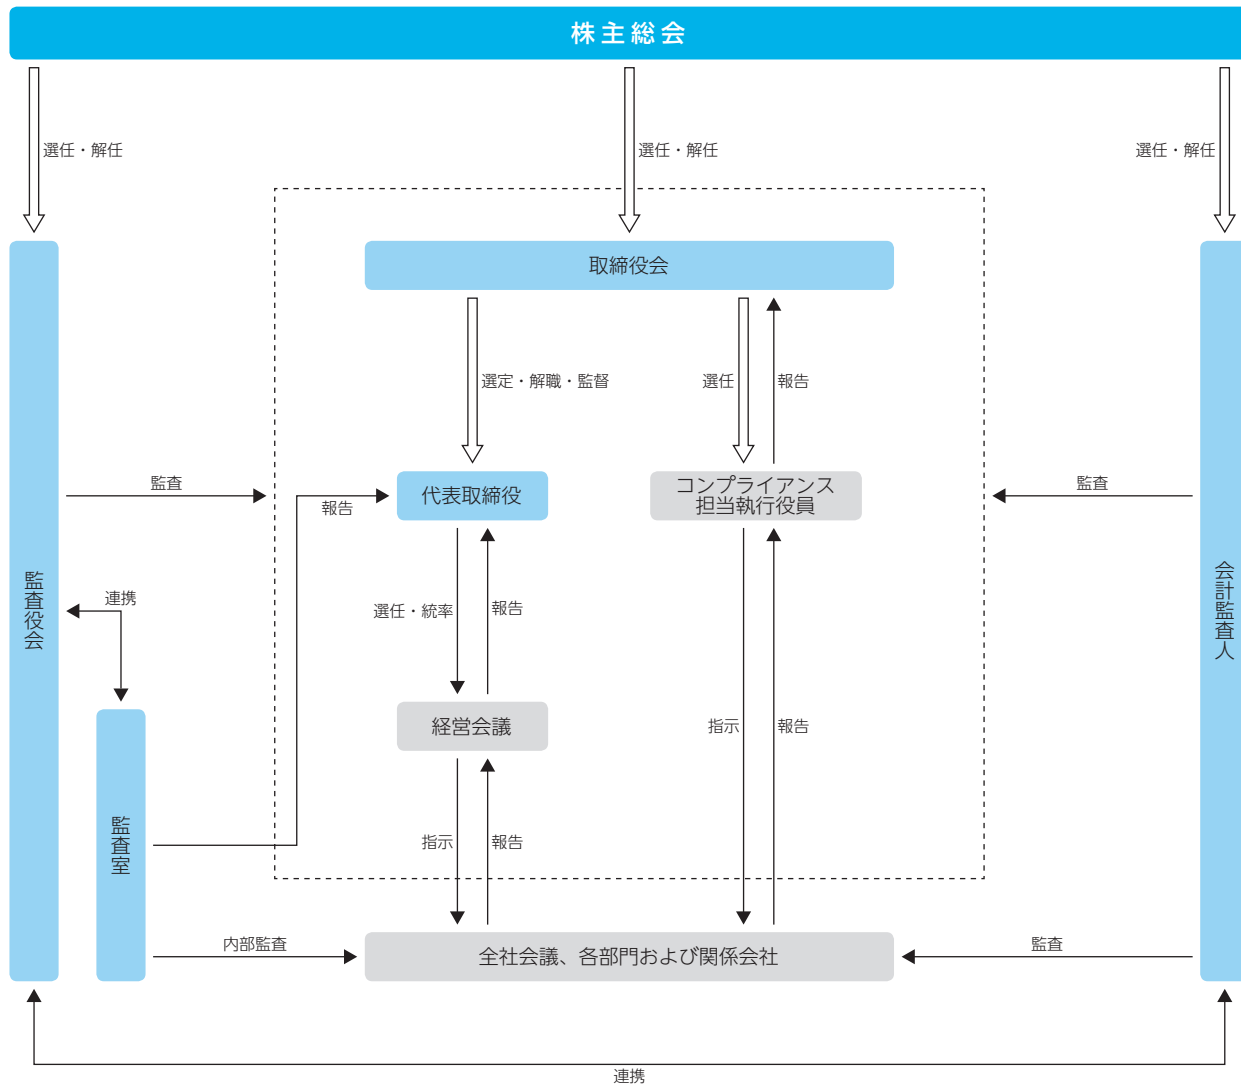 株主総会
選任・解任
選任・解任
選任・解任
取締役会
選定・解職・監督
選任
報告
監査
報告
代表取締役
コンプライアンス
担当執行役員
監査
監査役会
連携
選任・統率
報告
会計監査人
経営会議
指示
報告
監査室
指示
報告
内部監査
全社会議、各部門および関係会社
監査
連携